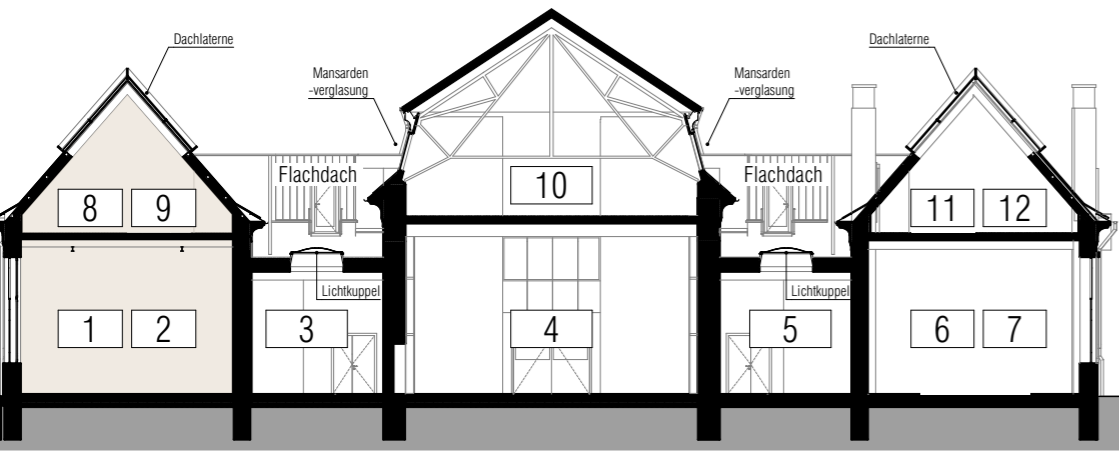 Dachlaterne
Dachlaterne
Mansarden
-verglasung
Mansarden
-verglasung
Flachdach
Flachdach
10
8
9
11
12
Lichtkuppel
Lichtkuppel
1
2
3
4
5
6
7